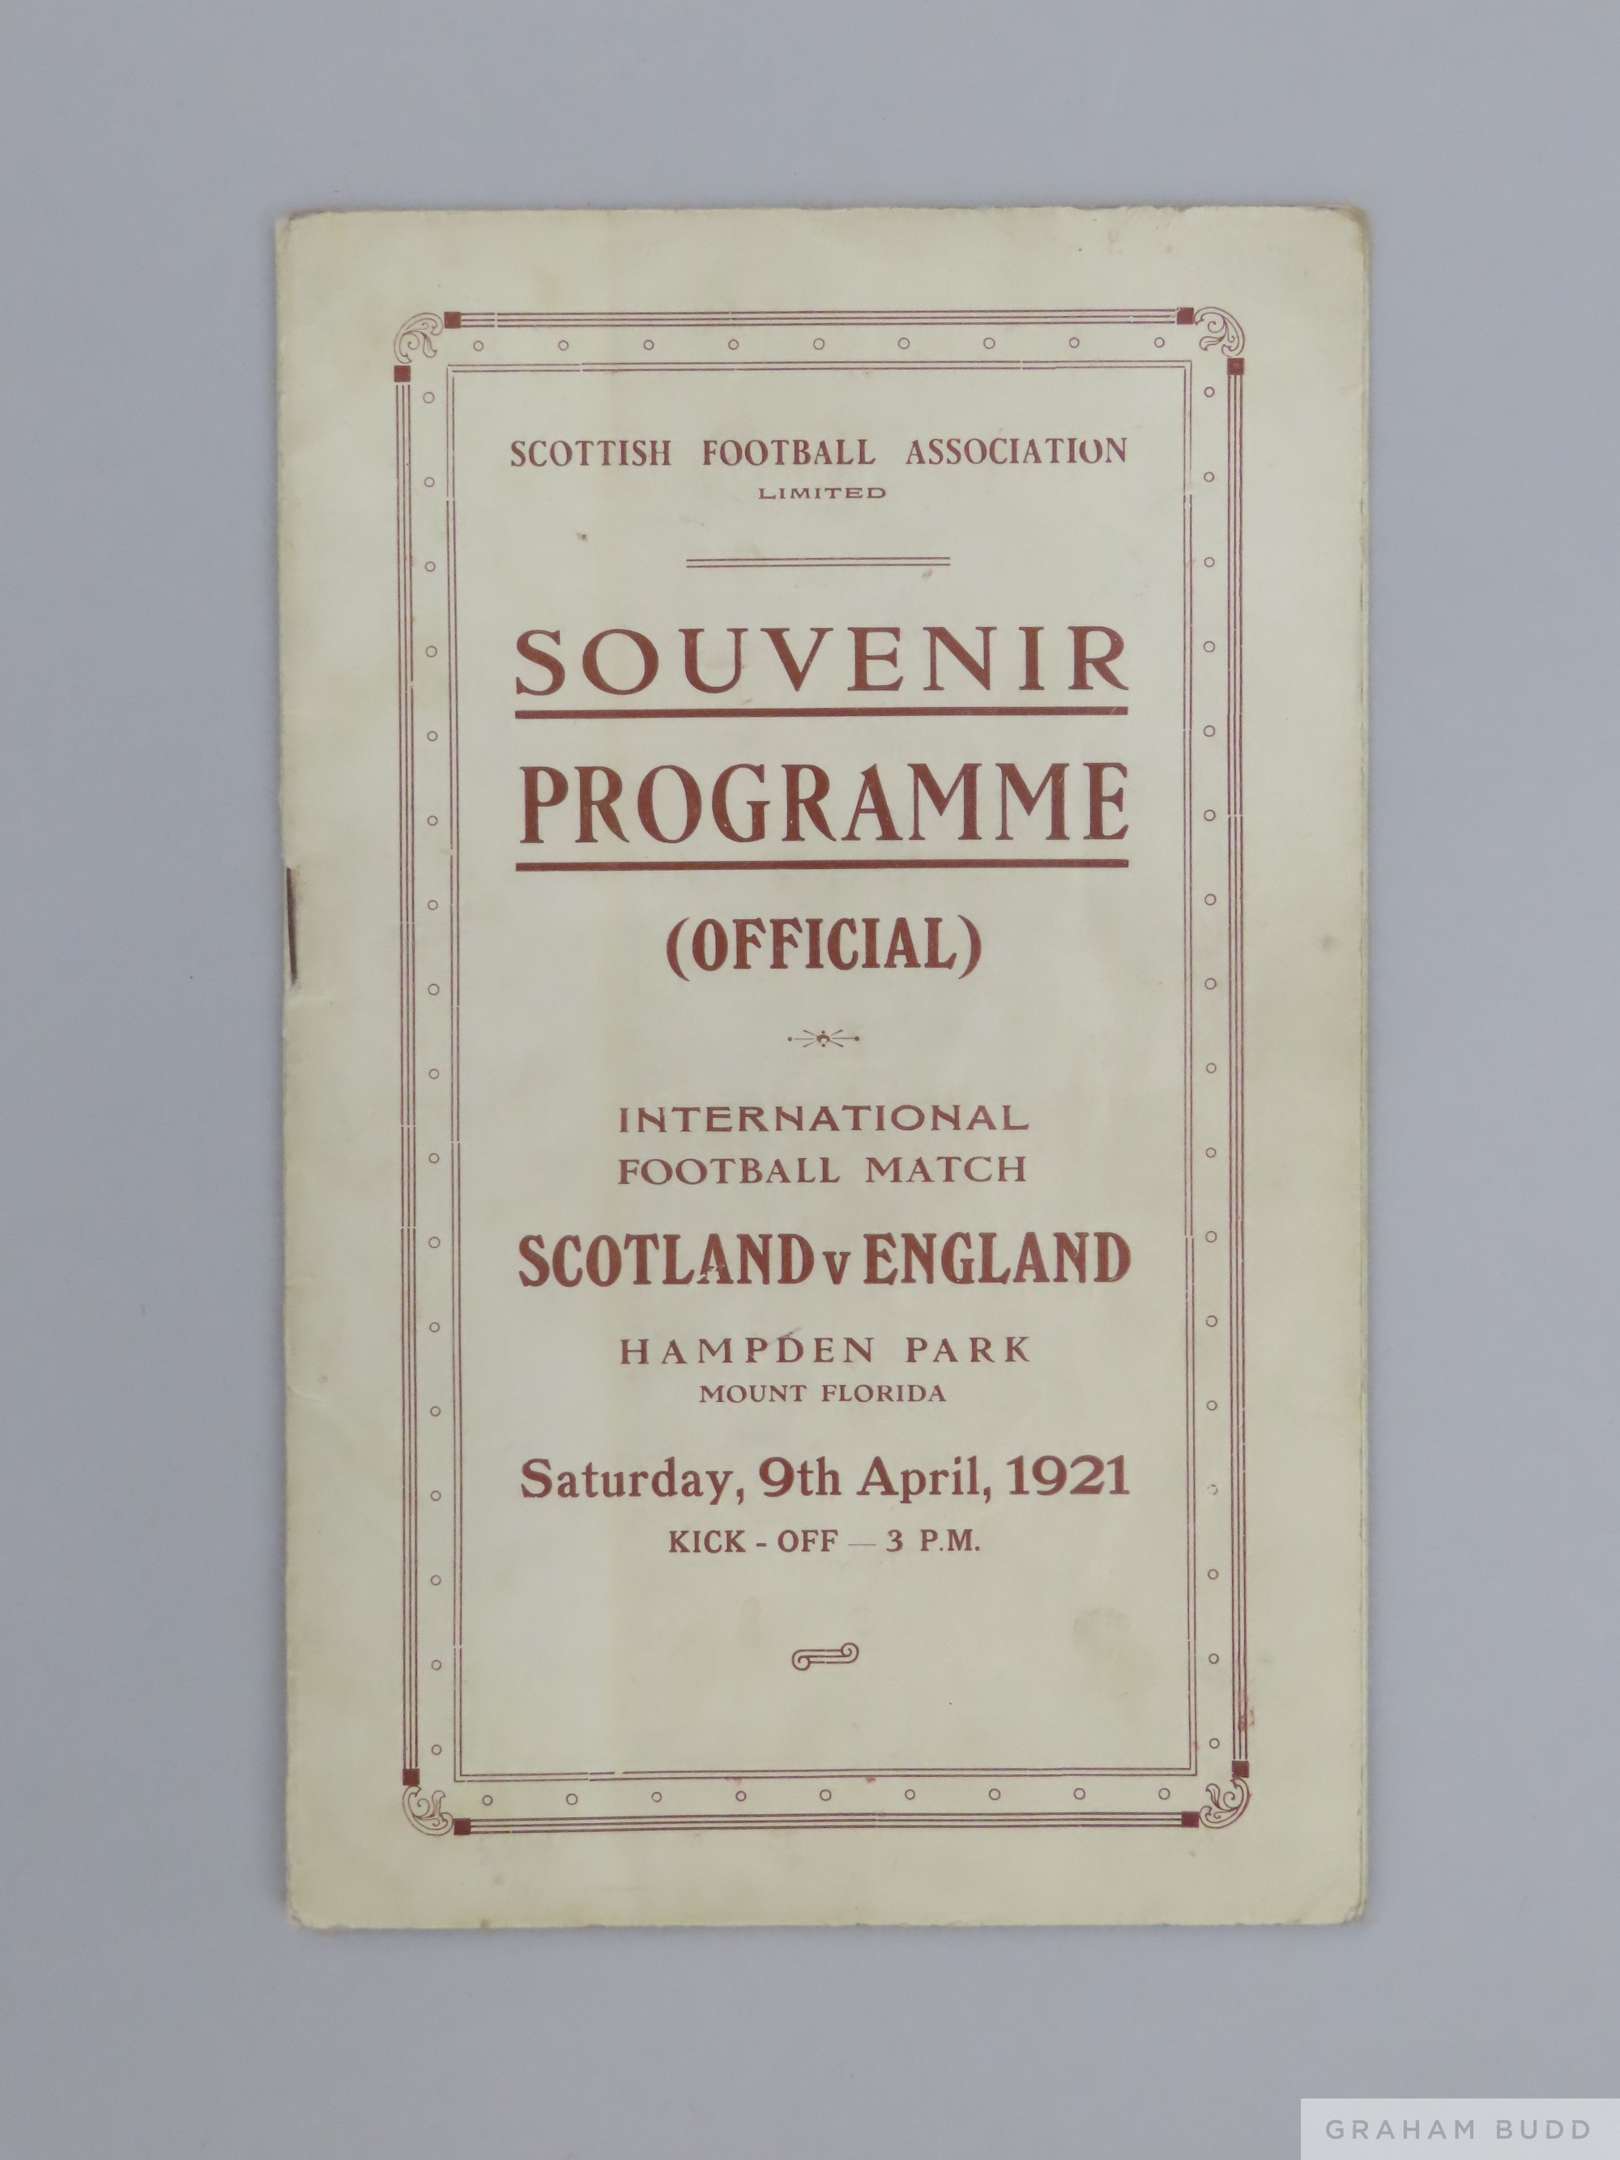 SCOTTISH FOOTBALL ASSOCIATION
LIMITED
SOUVENIR
PROGRAMME
(OFFICIAL)
INTERNATIONAL
FOOTBALL MATCH
SCOTLAND v ENGLAND
HAMPDEN PARK
MOUNT FLORIDA
Saturday, 9th April, 1921
KICK - OFF — 3 P.M.
GRAHAM BUDD